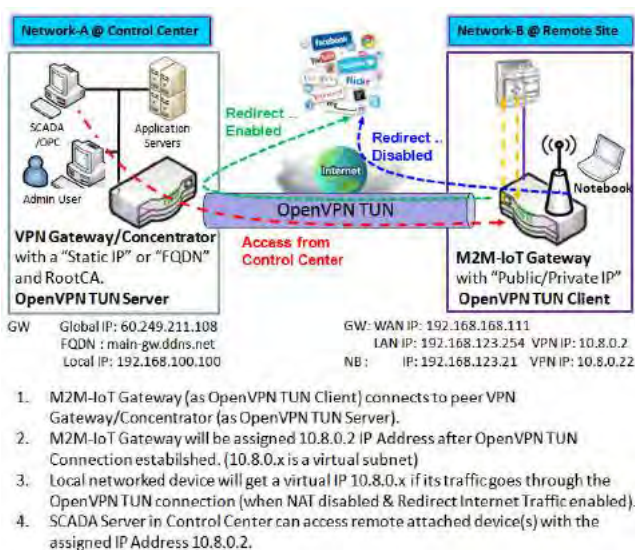 Network-A @ Control Center
Network-B @ Remote Site
facebook
flickr
SCADA
/OPC
Application
Servers
Admin User
Redirect ..
Enabled
Redirect ..
Disabled
Internet
Notebook
OpenVPN TUN
Access from
Control Center
VPN Gateway/Concentrator
with a “Static IP” or “FQDN”
and RootCA.
OpenVPN TUN Server
M2M-IoT Gateway
with “Public/Private IP”
OpenVPN TUN Client
GW Global IP: 60.249.211.108
FQDN : main-gw.ddns.net
Local IP: 192.168.100.100
GW: WAN IP: 192.168.168.111
LAN IP: 192.168.123.254 VPN IP: 10.8.0.2
NB : IP: 192.168.123.21 VPN IP: 10.8.0.22
1. M2M-IoT Gateway (as OpenVPN TUN Client) connects to peer VPN
Gateway/Concentrator (as OpenVPN TUN Server).
2. M2M-IoT Gateway will be assigned 10.8.0.2 IP Address after OpenVPN TUN
Connection estabilshed. (10.8.0.x is a virtual subnet)
3. Local networked device will get a virtual IP 10.8.0.x if its traffic goes through the
OpenVPN TUN connection (when NAT disabled & Redirect Internet Traffic enabled).
4. SCADA Server in Control Center can access remote attached device(s) with the
assigned IP Address 10.8.0.2.